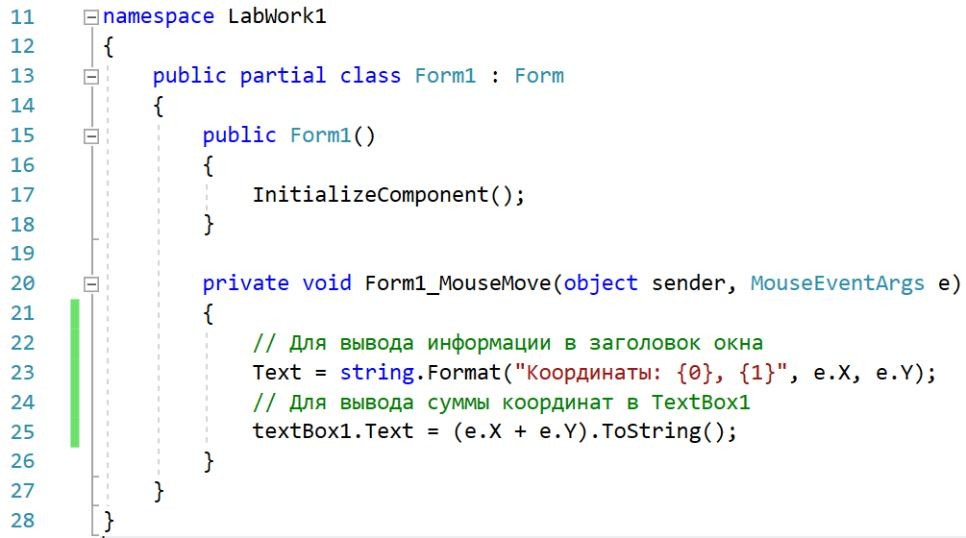 11 namespace LabWork1
12 {
13 public partial class Form1 : Form
14 {
15 public Form1()
16 {
17 InitializeComponent();
18 }
19
20 private void Form1_MouseMove(object sender, MouseEventArgs e)
21 {
22 // Для вывода информации в заголовок окна
23 Text = string.Format("Координаты: {0}, {1}", e.X, e.Y);
24 // Для вывода суммы координат в TextBox1
25 textBox1.Text = (e.X + e.Y).ToString();
26 }
27 }
28 }